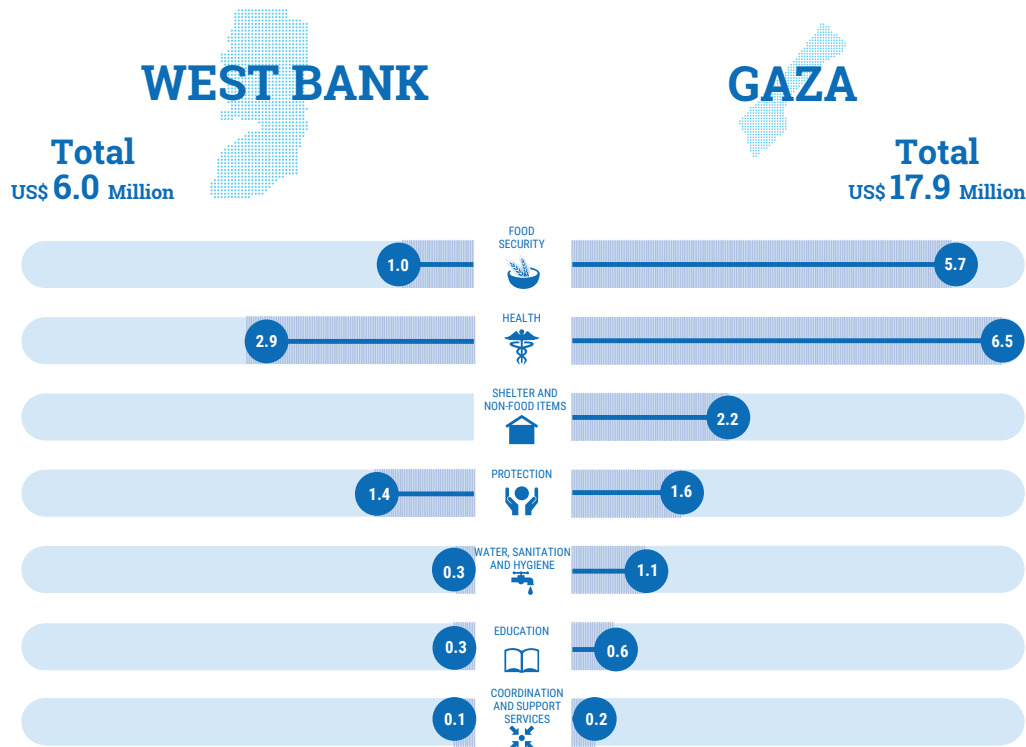 WEST BANK
GAZA
Total
US$ 6.0 Million
Total
US$ 17.9 Million
FOOD
SECURITY
1.0
5.7
HEALTH
2.9
6.5
SHELTER AND
NON-FOOD ITEMS
2.2
PROTECTION
1.4
1.6
WATER, SANITATION
AND HYGIENE
0.3
1.1
EDUCATION
0.3
0.6
COORDINATION
AND SUPPORT
SERVICES
0.1
0.2